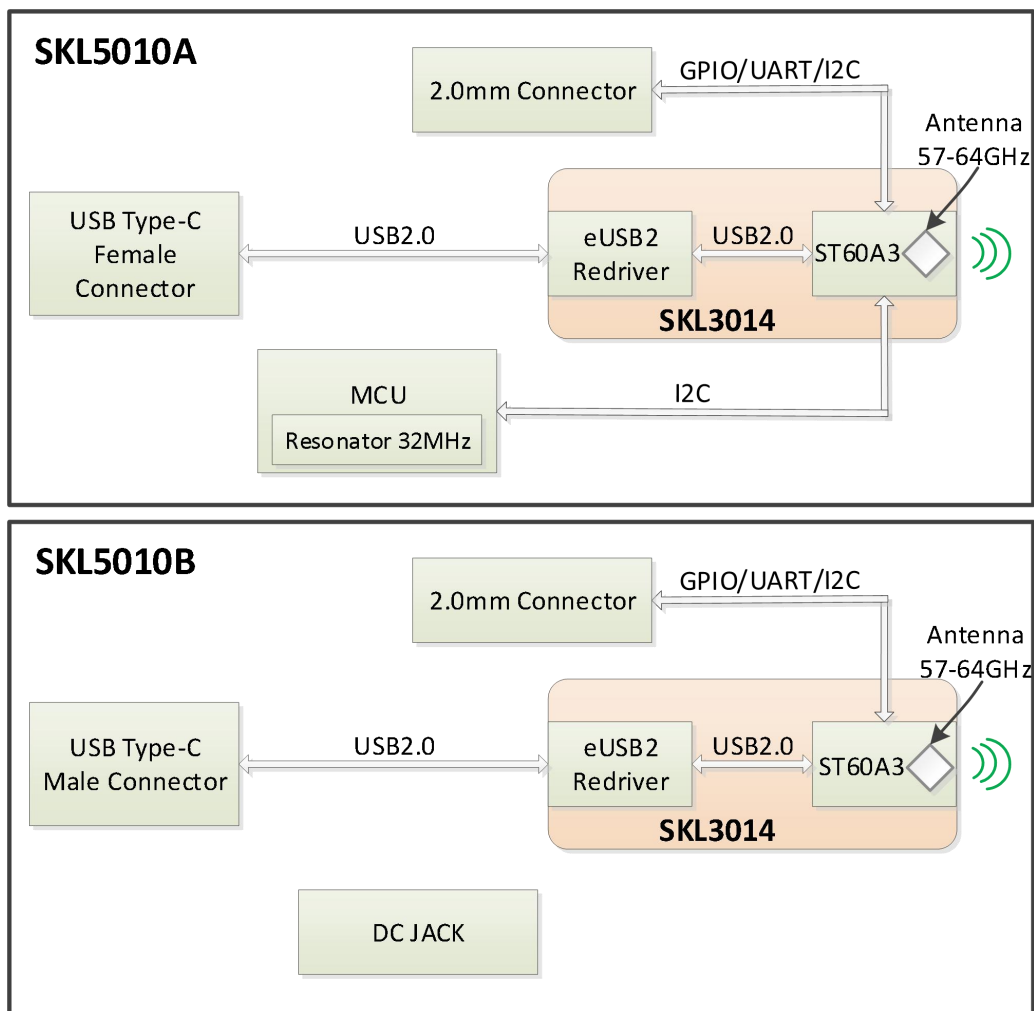 SKL5010A
2.0mm Connector
GPIO/UART/I2C
Antenna
57-64GHz
USB Type-C
Female
Connector
USB2.0
eUSB2
Redriver
USB2.0
ST60A3
SKL3014
MCU
Resonator 32MHz
I2C
SKL5010B
2.0mm Connector
GPIO/UART/I2C
Antenna
57-64GHz
USB Type-C
Male Connector
USB2.0
eUSB2
Redriver
USB2.0
ST60A3
SKL3014
DC JACK